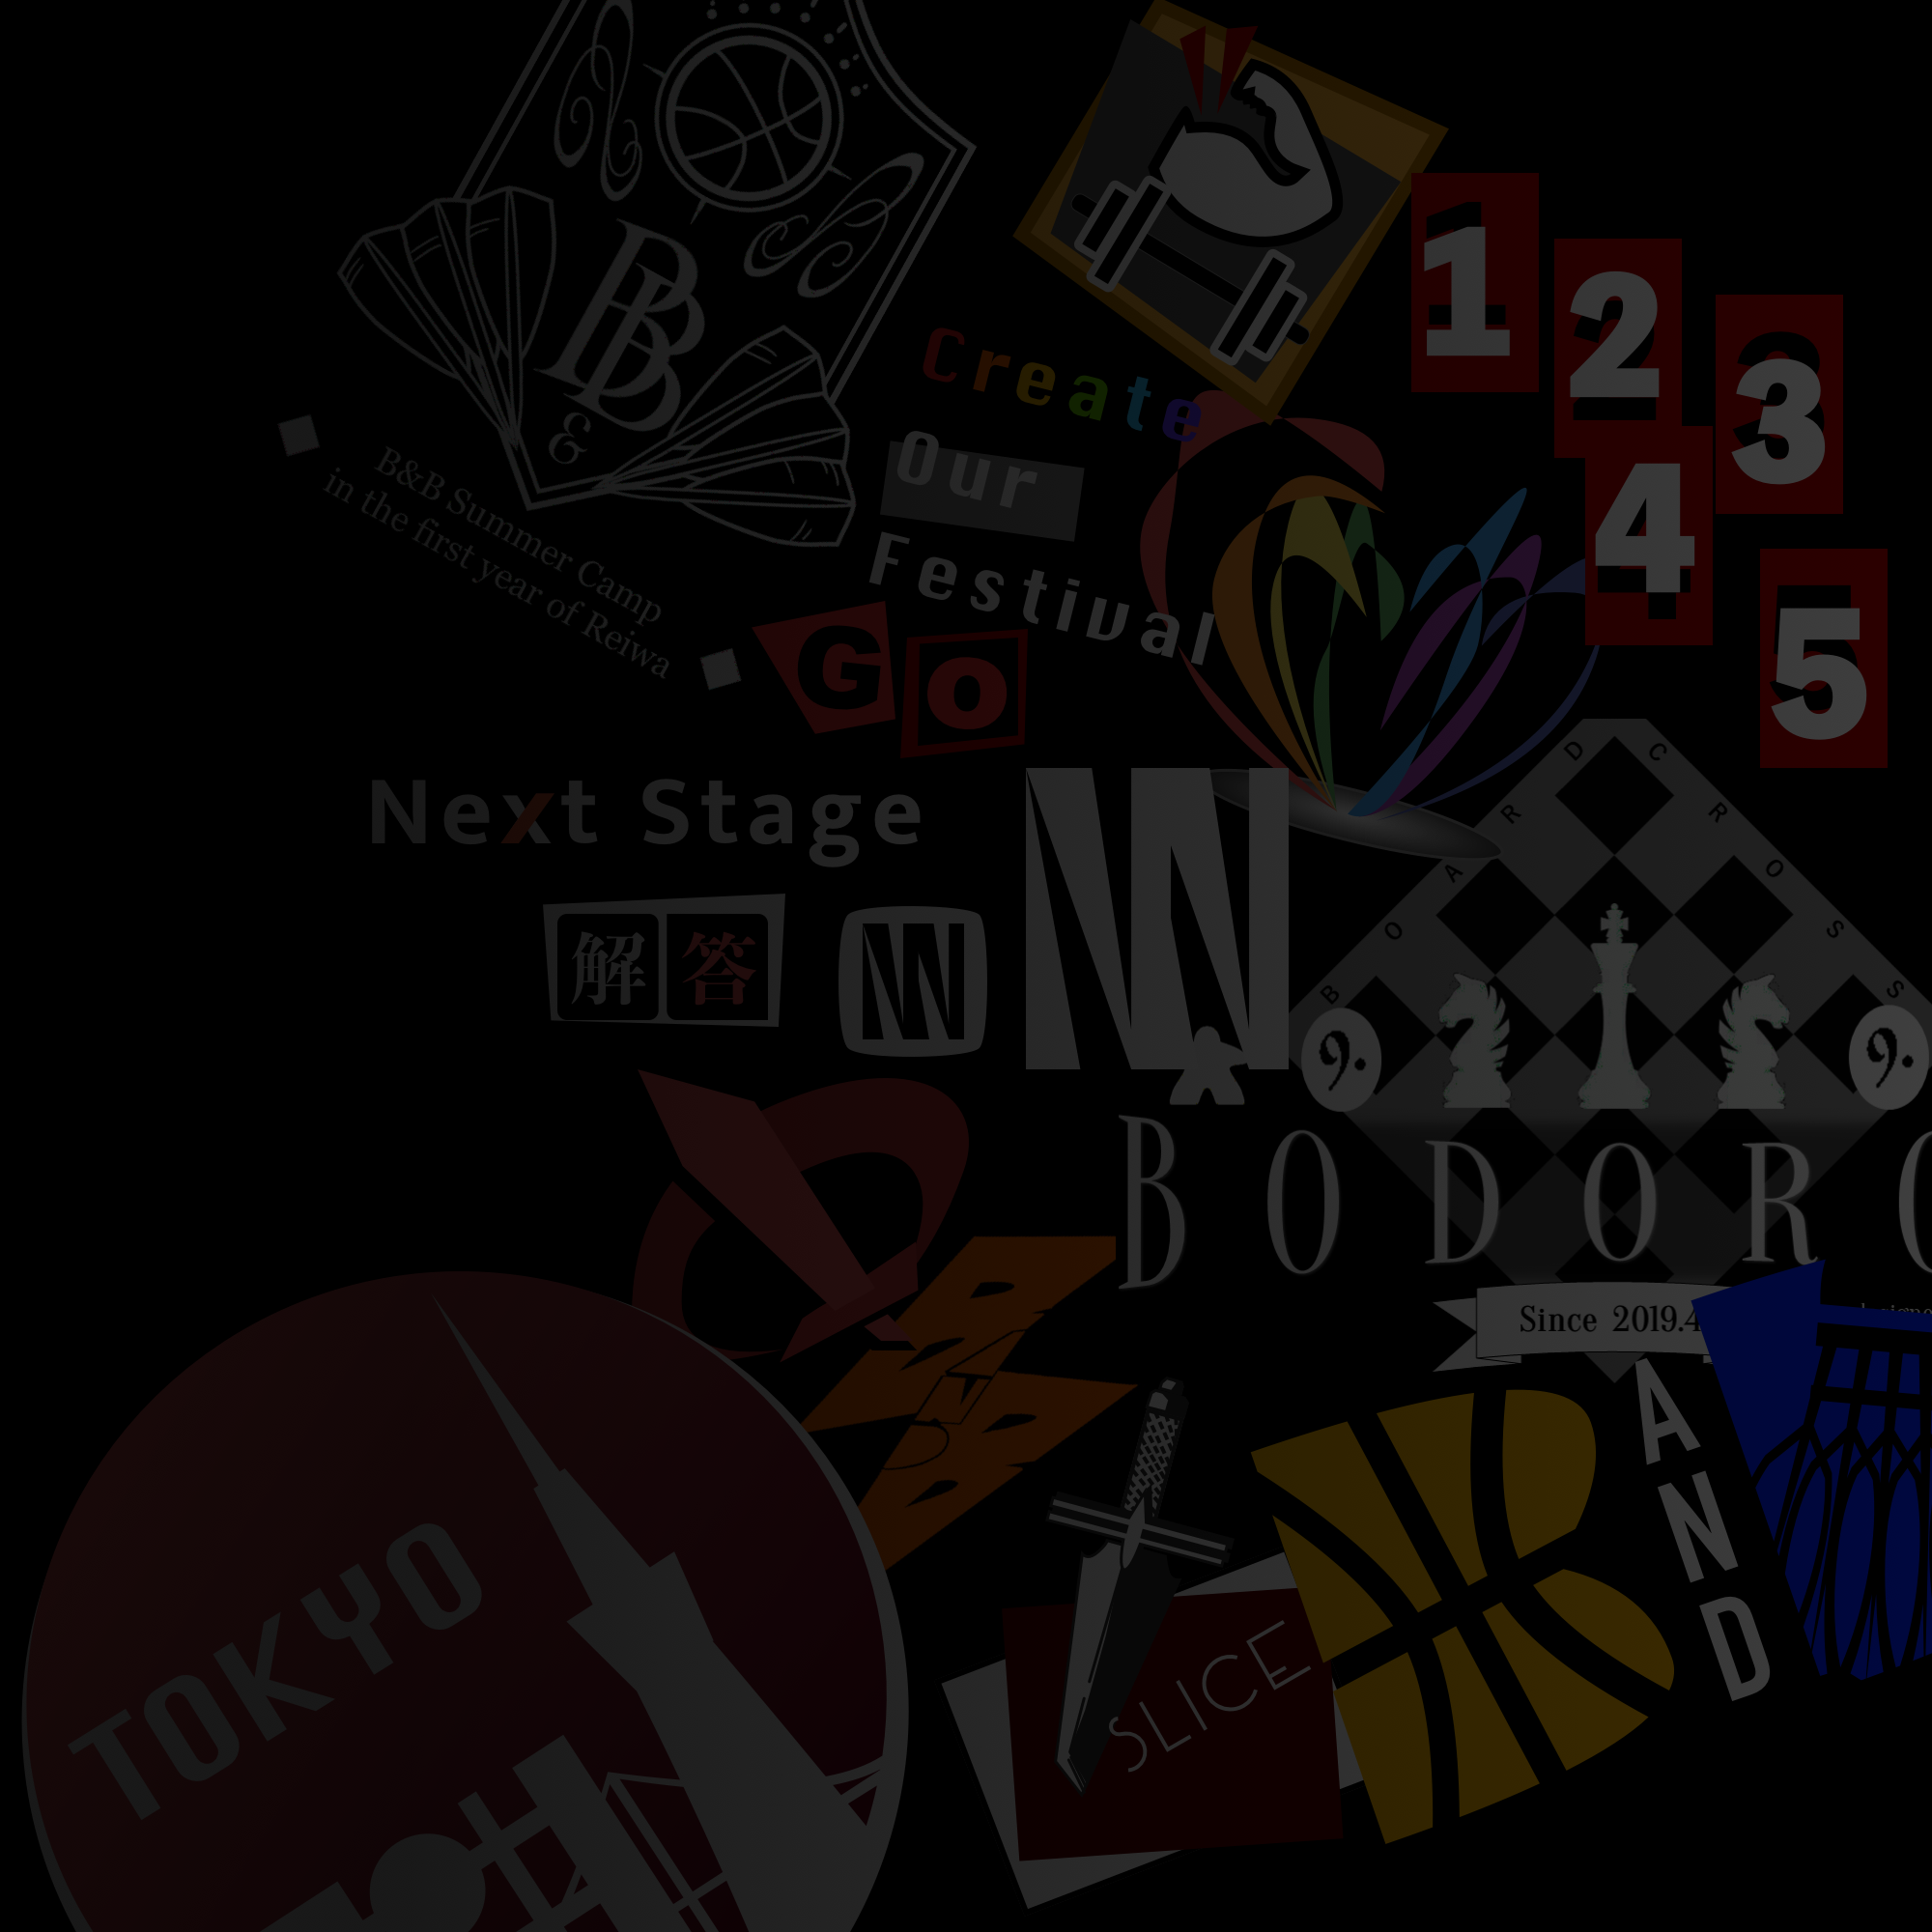 B
B
&
B&B Summer Camp
in the first year of Reiwa
Create
Our
Festival
1
2
3
4
5
Go
Next Stage
解答
BOARD
CROSS
BODORO
Since 2019.4
AND
SLICE
TOKYO